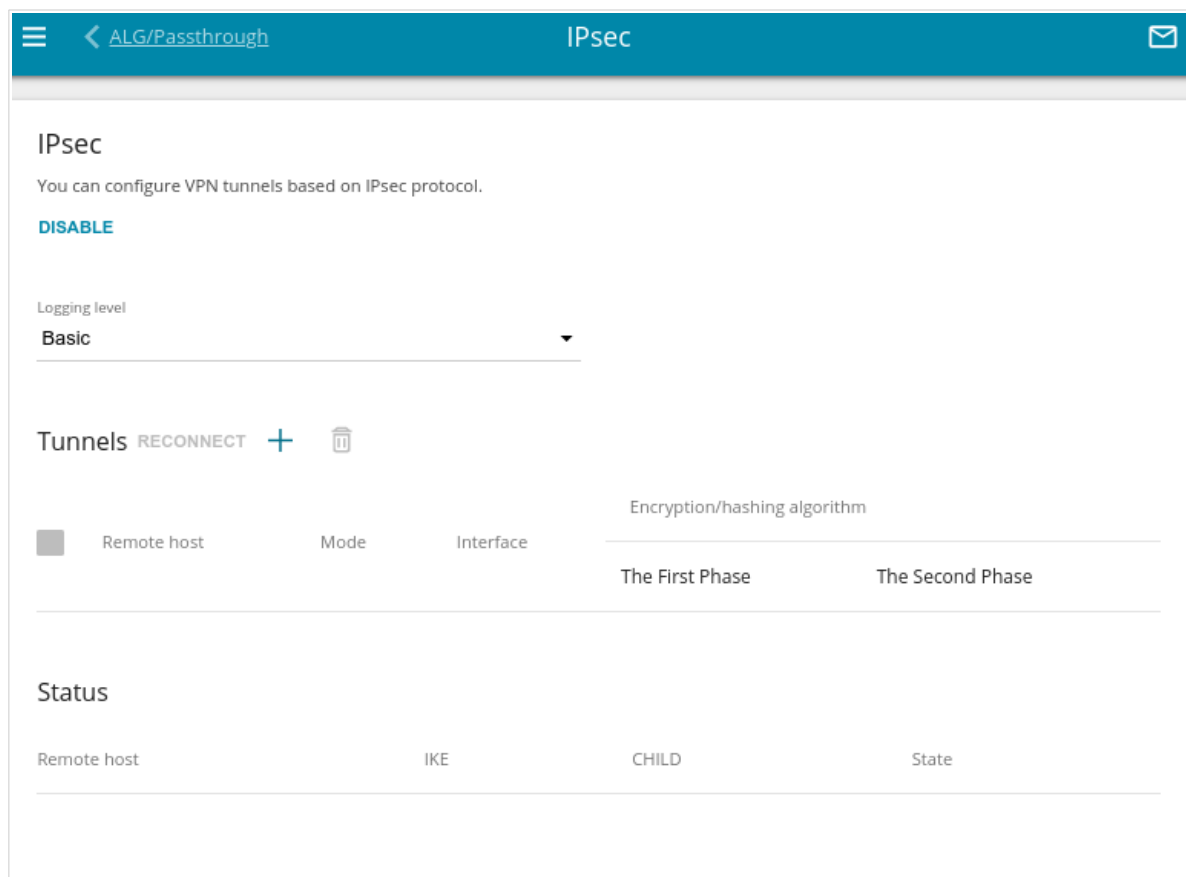 ALG/Passthrough
IPsec
IPsec
You can configure VPN tunnels based on IPsec protocol.
DISABLE
Logging level
Basic
Tunnels RECONNECT
Encryption/hashing algorithm
Remote host Mode Interface
The First Phase The Second Phase
Status
Remote host IKE CHILD State